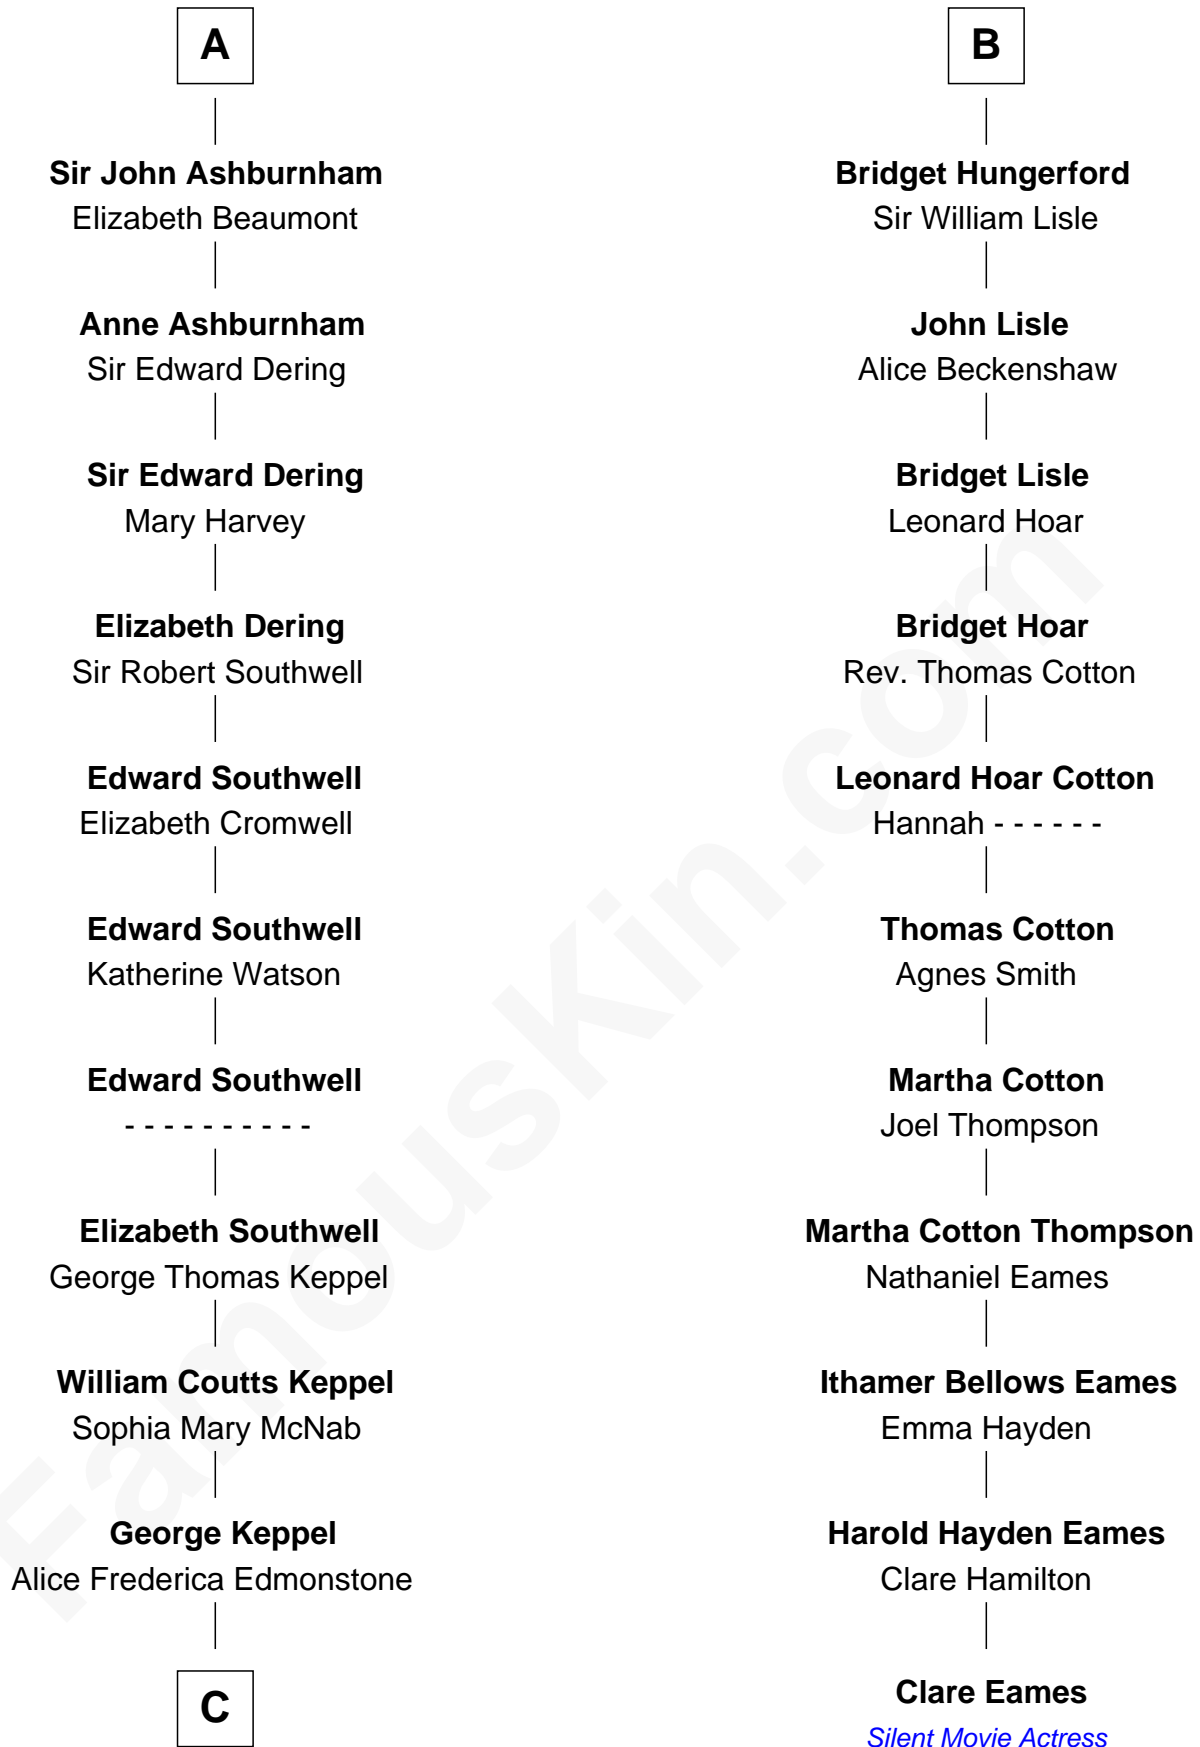 A
Sir John Ashburnham
Elizabeth Beaumont
Anne Ashburnham
Sir Edward Dering
Sir Edward Dering
Mary Harvey
Elizabeth Dering
Sir Robert Southwell
Edward Southwell
Elizabeth Cromwell
Edward Southwell
Katherine Watson
Edward Southwell
- - - - - - - - - -
Elizabeth Southwell
George Thomas Keppel
William Coutts Keppel
Sophia Mary McNab
George Keppel
Alice Frederica Edmonstone
C
B
Bridget Hungerford
Sir William Lisle
John Lisle
Alice Beckenshaw
Bridget Lisle
Leonard Hoar
Bridget Hoar
Rev. Thomas Cotton
Leonard Hoar Cotton
Hannah - - - - - -
Thomas Cotton
Agnes Smith
Martha Cotton
Joel Thompson
Martha Cotton Thompson
Nathaniel Eames
Ithamer Bellows Eames
Emma Hayden
Harold Hayden Eames
Clare Hamilton
Clare Eames
Silent Movie Actress
FamousKin.com